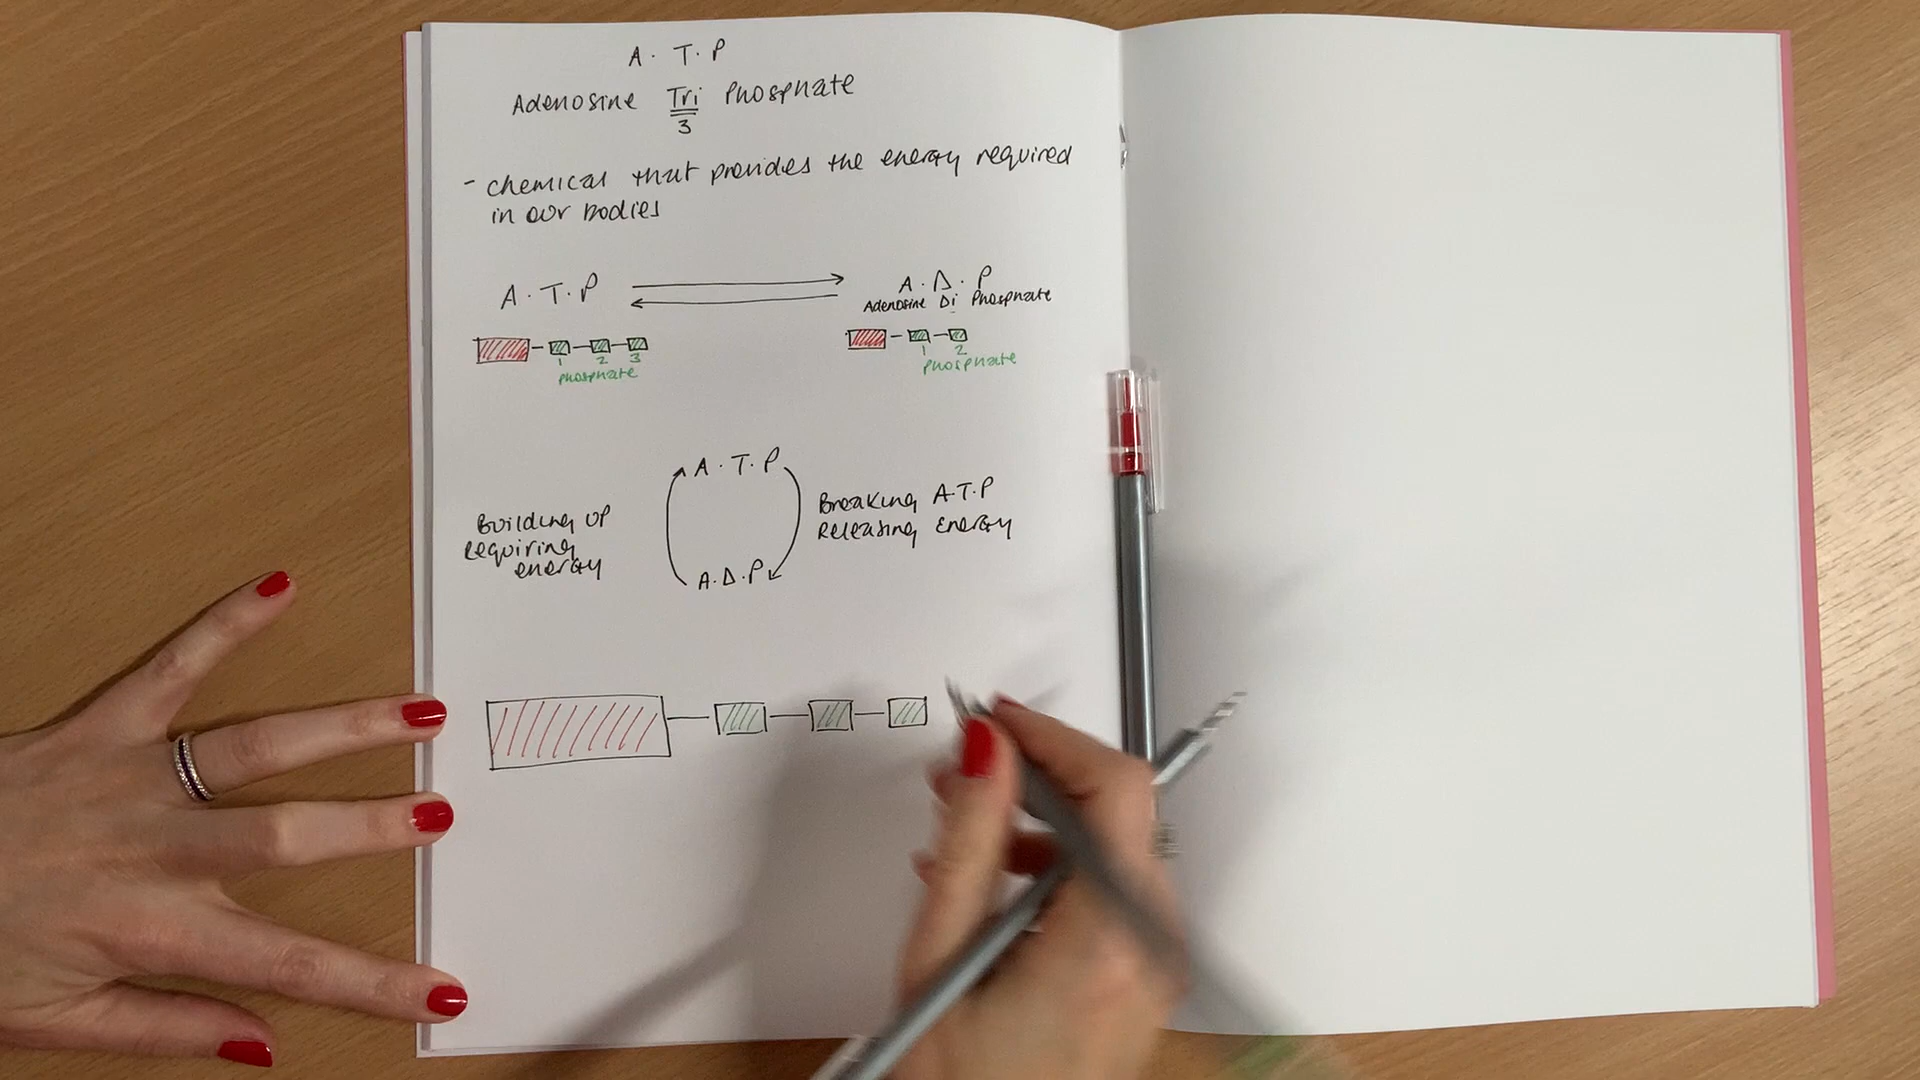 A. T. P
Adenosine Tri Phosphate
3
- chemical that provides the energy required
in our bodies
A. T. P
A. D. P
Adenosine Di Phosphate
1 2 3
phosphate
1 2
phosphate
A. T. P
Building up
requiring
energy
Breaking A.T.P
releasing energy
A. D. P